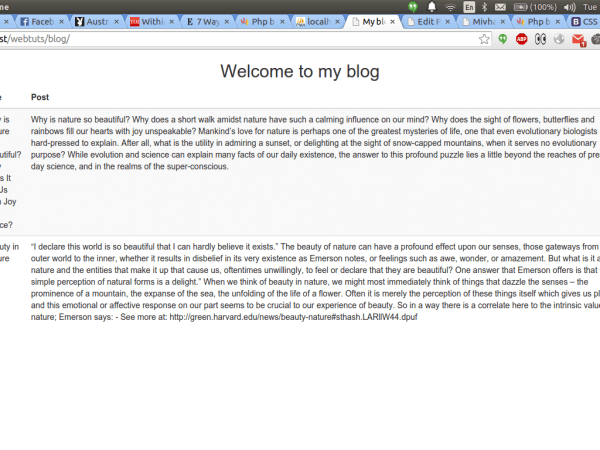 me
En
(100%)
Tue
Faceb
Austr
Withi
7 Way
Php b
localh
My bl
Edit F
Mivha
Php b
CSS
st/webtuts/blog/
ABP
Welcome to my blog
e
Post
y is
ure
utiful?
y
s It
Us
h Joy
ce?
Why is nature so beautiful? Why does a short walk amidst nature have such a calming influence on our mind? Why does the sight of flowers, butterflies and
rainbows fill our hearts with joy unspeakable? Mankind's love for nature is perhaps one of the greatest mysteries of life, one that even evolutionary biologists
hard-pressed to explain. After all, what is the utility in admiring a sunset, or delighting at the sight of snow-capped mountains, when it serves no evolutionary
purpose? While evolution and science can explain many facts of our daily existence, the answer to this profound puzzle lies a little beyond the reaches of pre
day science, and in the realms of the super-conscious.
uty in
ure
“I declare this world is so beautiful that I can hardly believe it exists.” The beauty of nature can have a profound effect upon our senses, those gateways from
outer world to the inner, whether it results in disbelief in its very existence as Emerson notes, or feelings such as awe, wonder, or amazement. But what is it a
nature and the entities that make it up that cause us, oftentimes unwillingly, to feel or declare that they are beautiful? One answer that Emerson offers is that
simple perception of natural forms is a delight.” When we think of beauty in nature, we might most immediately think of things that dazzle the senses – the
prominence of a mountain, the expanse of the sea, the unfolding of the life of a flower. Often it is merely the perception of these things itself which gives us pl
and this emotional or affective response on our part seems to be crucial to our experience of beauty. So in a way there is a correlate here to the intrinsic value
nature; Emerson says: - See more at: http://green.harvard.edu/news/beauty-nature#sthash.LARIIW44.dpuf